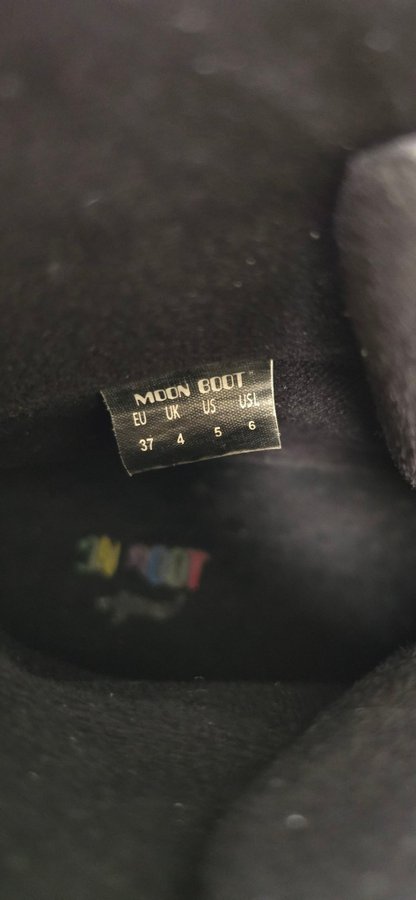 MOON BOOT
EU UK US USL
37 4 5 6